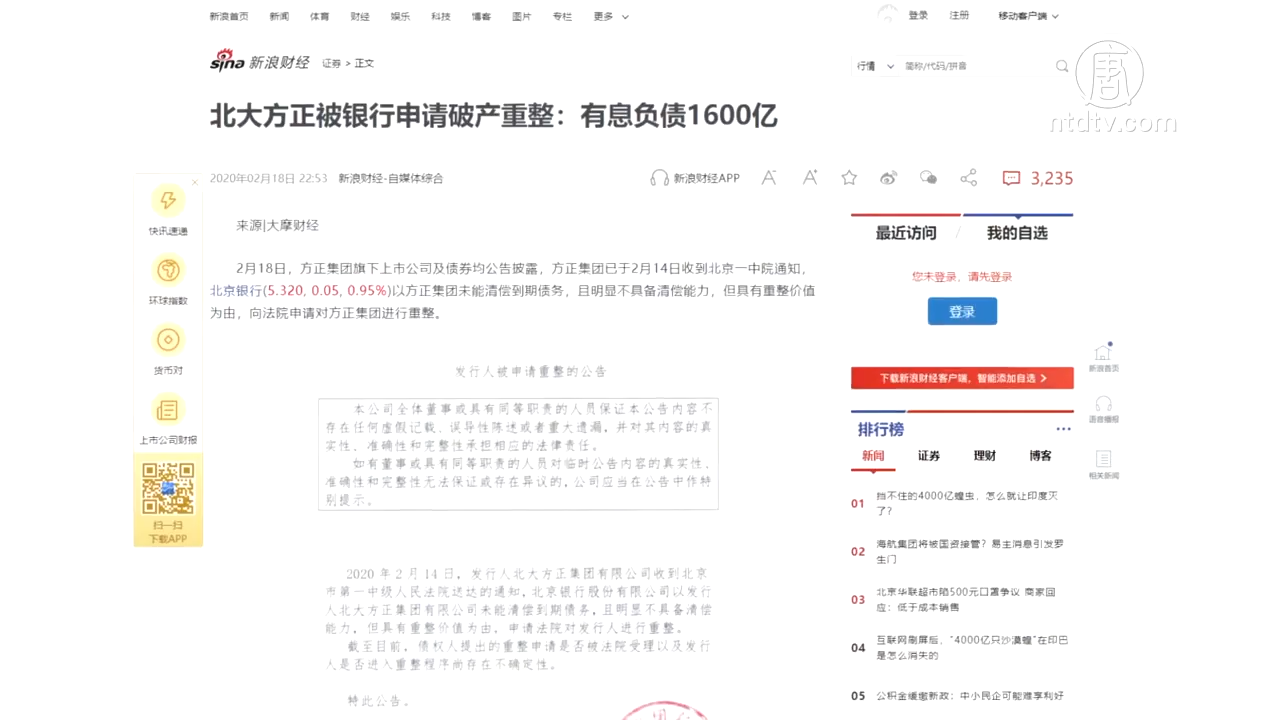 新浪首页 新闻 体育 财经 娱乐 科技 博客 图片 专栏 更多
登录 注册 移动客户端
sina 新浪财经 证券 > 正文
行情 简称/代码/拼音
唐
ntdtv.com
北大方正被银行申请破产重整：有息负债1600亿
2020年02月18日 22:53 新浪财经-自媒体综合
新浪财经APP A- A+ 3,235
来源|大摩财经
2月18日，方正集团旗下上市公司及债券均公告披露，方正集团已于2月14日收到北京一中院通知，
北京银行(5.320, 0.05, 0.95%)以方正集团未能清偿到期债务，且明显不具备清偿能力，但具有重整价值
为由，向法院申请对方正集团进行重整。
发行人被申请重整的公告
本公司全体董事或具有同等职责的人员保证本公告内容不
存在任何虚假记载、误导性陈述或者重大遗漏，并对其内容的真
实性、准确性和完整性承担相应的法律责任。
如有董事或具有同等职责的人员对临时公告内容的真实性、
准确性和完整性无法保证或存在异议的，公司应当在公告中作特
别提示。
2020 年 2 月 14 日，发行人北大方正集团有限公司收到北京
市第一中级人民法院送达的通知，北京银行股份有限公司以发行
人北大方正集团有限公司未能清偿到期债务，且明显不具备清偿
能力，但具有重整价值为由，申请法院对发行人进行重整。
截至目前，债权人提出的重整申请是否被法院受理以及发行
人是否进入重整程序尚存在不确定性。
特此公告。
快讯速递
环球指数
货币对
上市公司财报
扫一扫
下载APP
最近访问 / 我的自选
您未登录，请先登录
登录
下载新浪财经客户端，智能添加自选 >
排行榜
新闻 证券 理财 博客
01 挡不住的4000亿蝗虫，怎么就让印度灭
了？
02 海航集团将被国资接管？易主消息引发罗
生门
03 北京华联超市陷500元口罩争议 商家回
应：低于成本销售
04 互联网刷屏后，“4000亿只沙漠蝗”在印巴
是怎么消失的
05 公积金缓缴新政：中小民企可能难享利好
新浪首页
语音播报
相关新闻